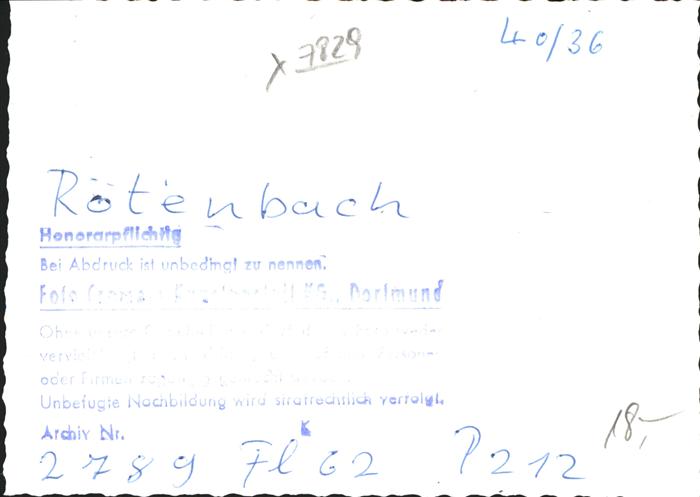 x 7829
40/36
Rötenbach
Honorarpflichtig
Bei Abdruck ist unbedingt zu nennen:
Foto KG., Dortmund
Ohne
oder Firmen
Unbefugte Nachbildung wird strafrechtlich verfolgt.
Archiv Nr. K
2789 Fl 62 P212
18,-